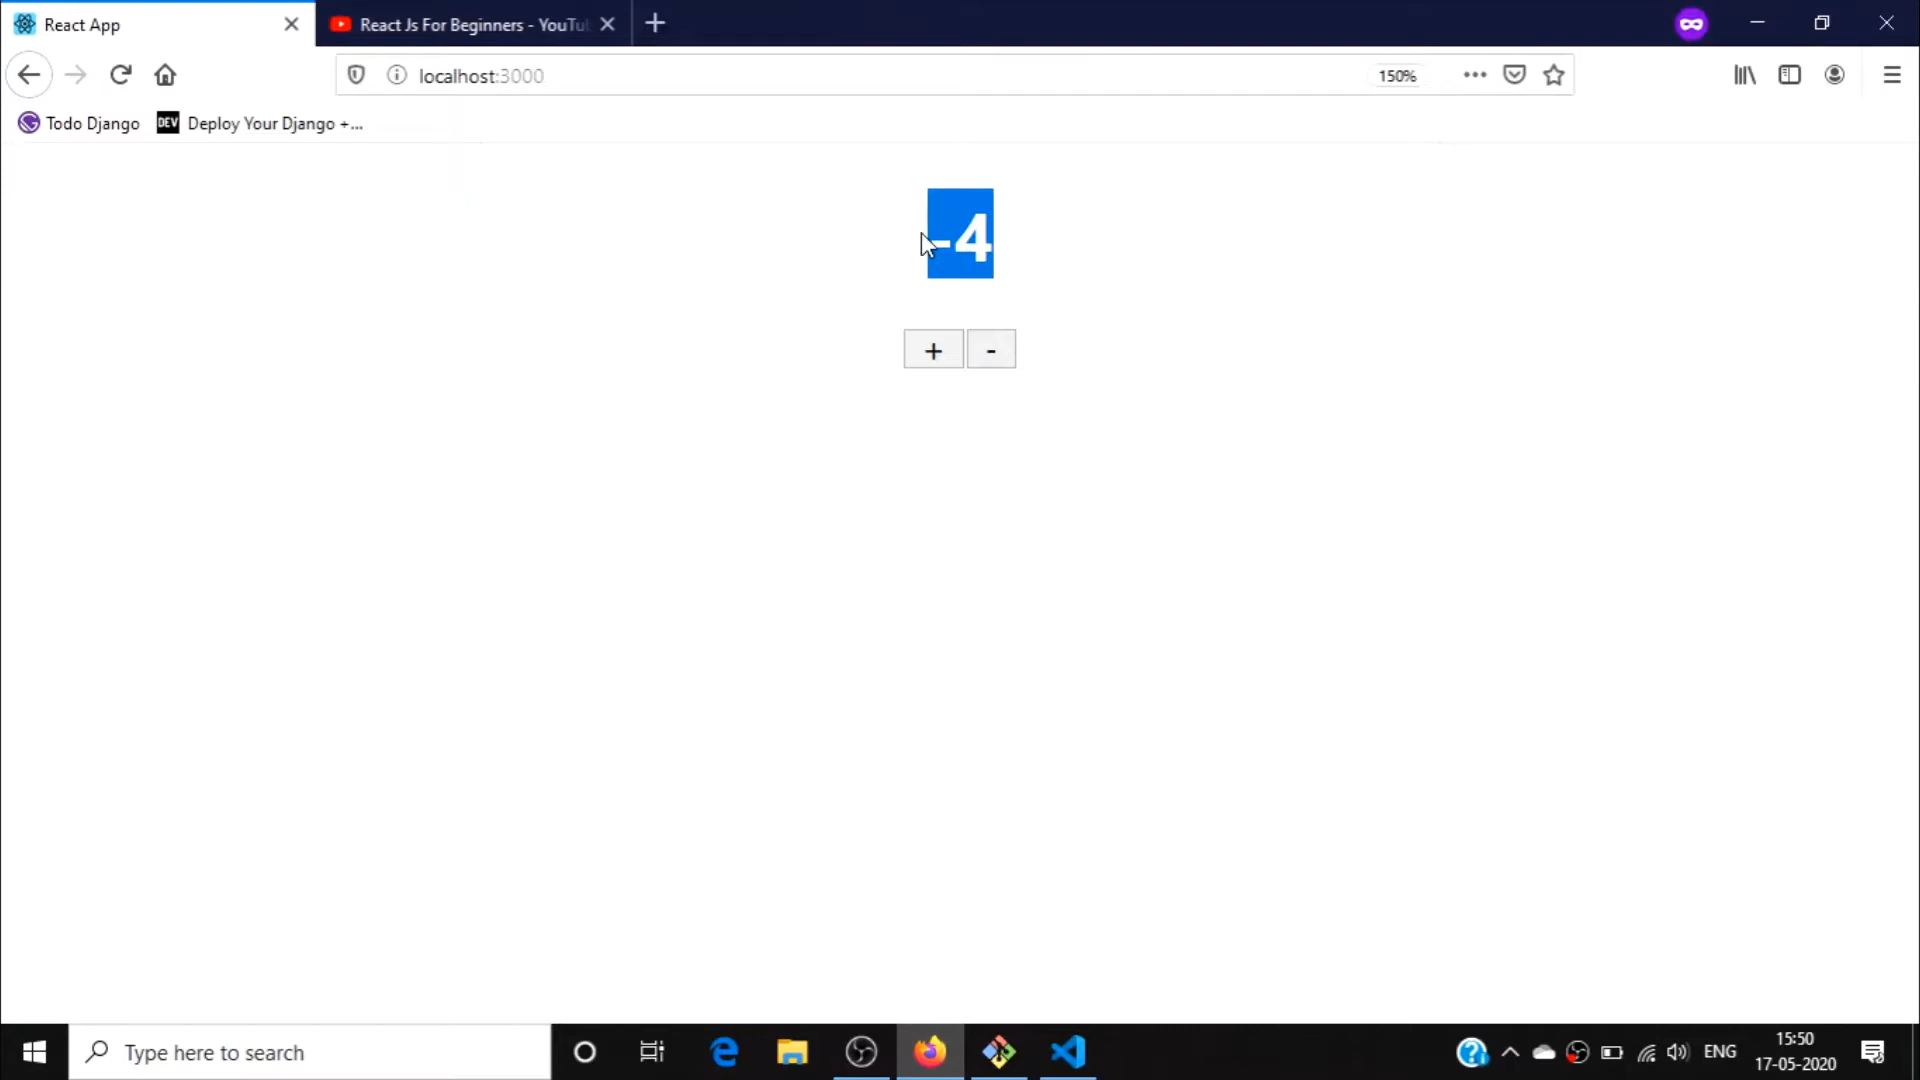 React App
React Js For Beginners - YouTu
localhost:3000
150%
Todo Django
DEV Deploy Your Django +...
-4
+ -
Type here to search
ENG
15:50
17-05-2020